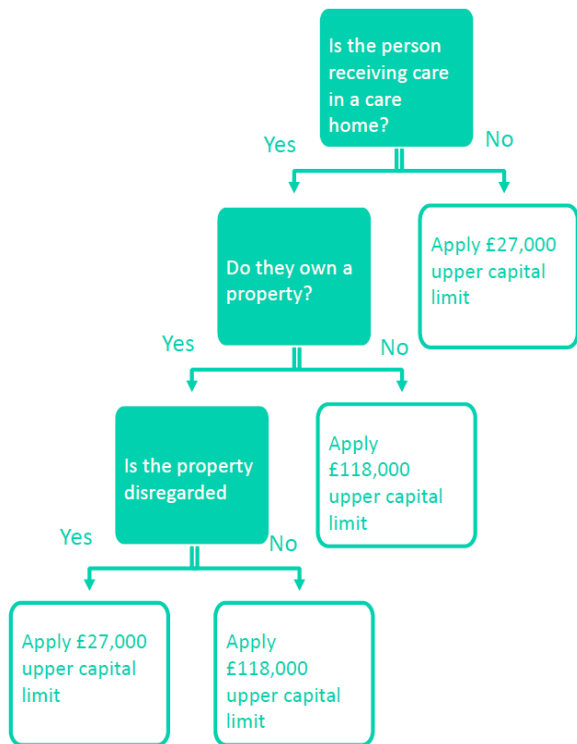 Is the person
receiving care
in a care
home?
Yes
No
Do they own a
property?
Apply £27,000
upper capital
limit
Yes
No
Is the property
disregarded
Apply
£118,000
upper capital
limit
Yes
No
Apply £27,000
upper capital
limit
Apply
£118,000
upper capital
limit